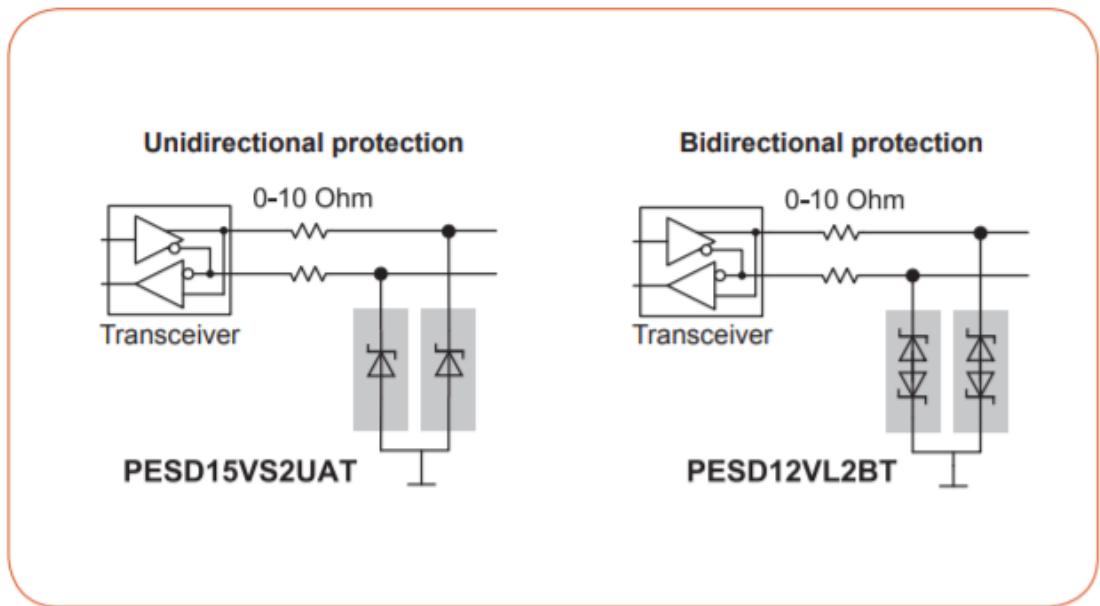 Unidirectional protection
0-10 Ohm
Transceiver
PESD15VS2UAT
Bidirectional protection
0-10 Ohm
Transceiver
PESD12VL2BT